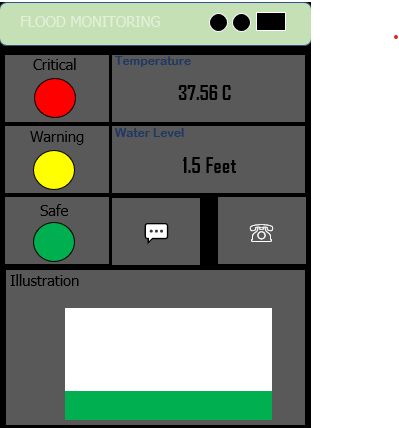 FLOOD MONITORING
Critical
Temperature
37.56 C
Warning
Water Level
1.5 Feet
Safe
Illustration